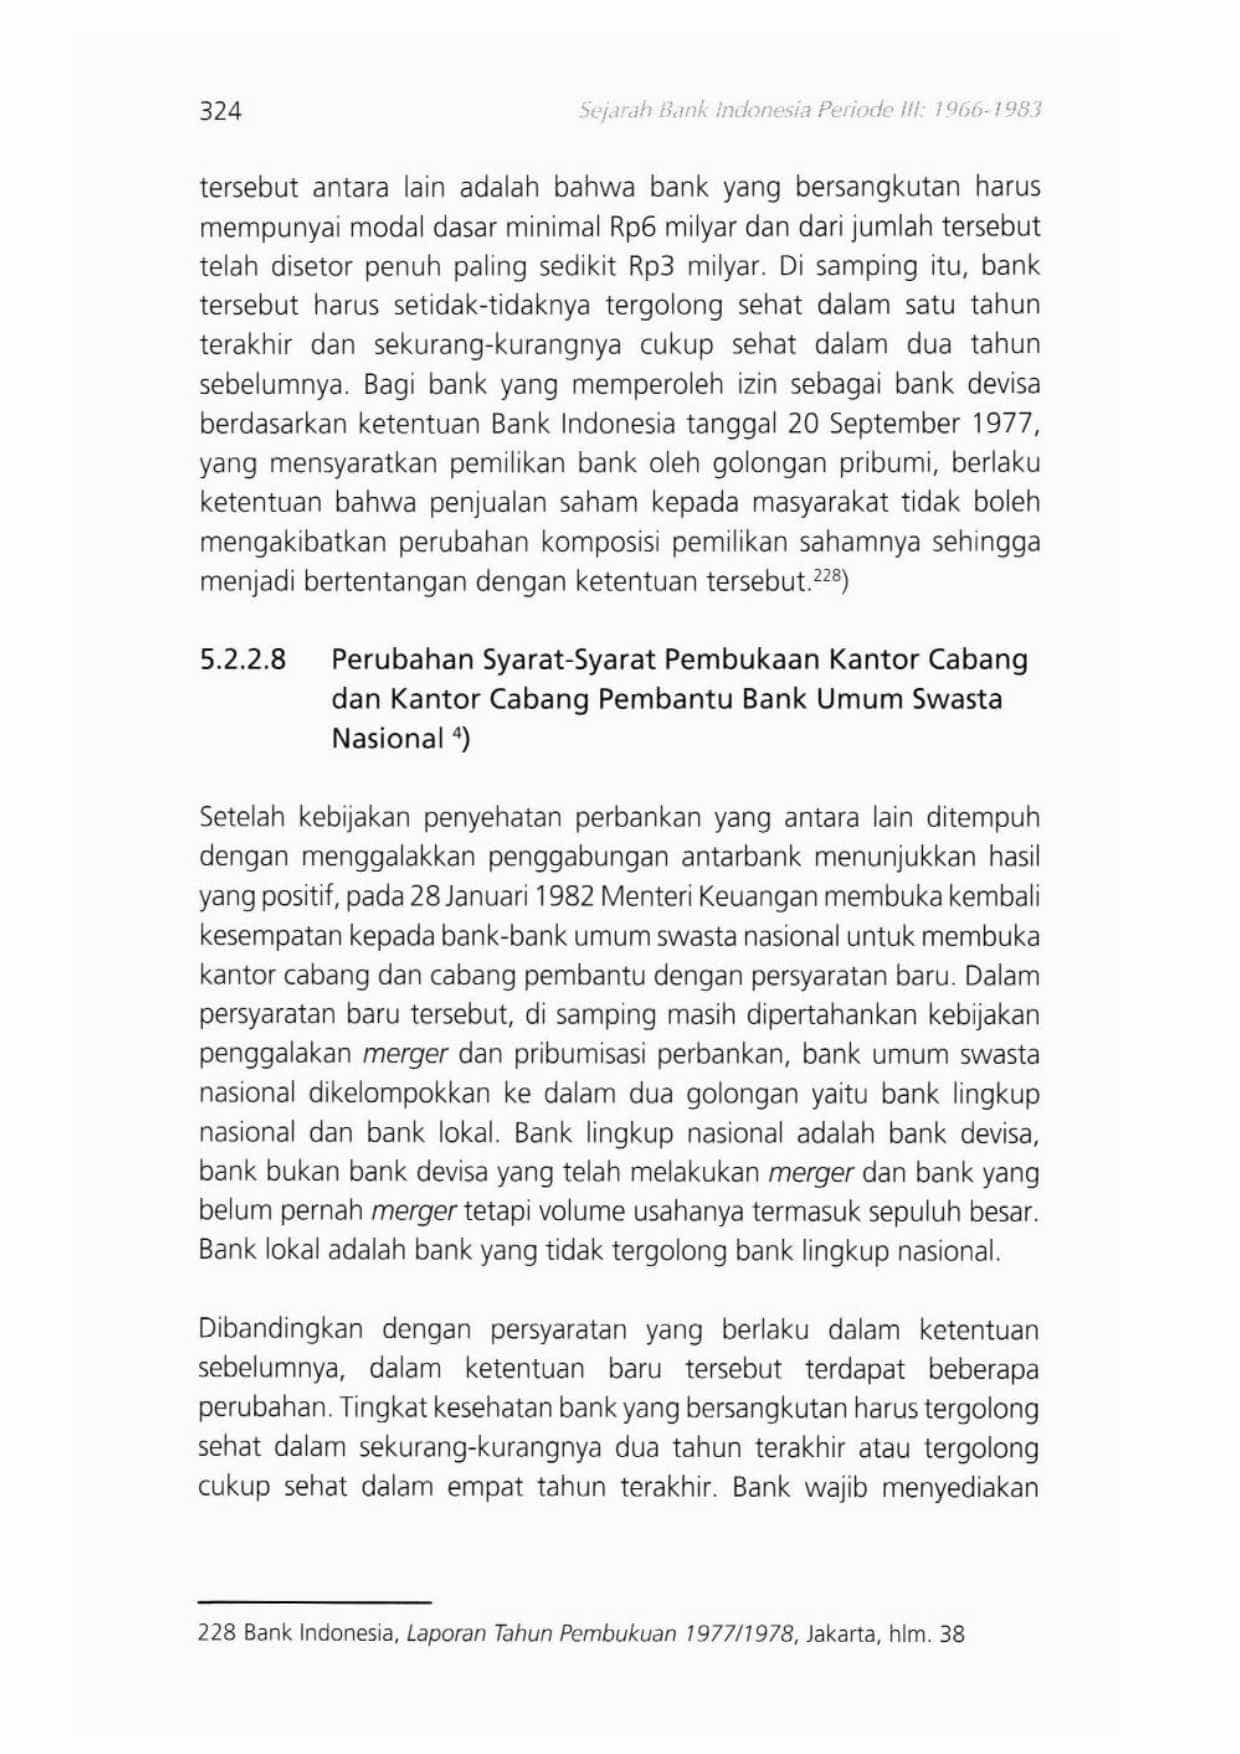 324 Sejarah Bank Indonesia Periode III: 1966-1983
tersebut antara lain adalah bahwa bank yang bersangkutan harus
mempunyai modal dasar minimal Rp6 milyar dan dari jumlah tersebut
telah disetor penuh paling sedikit Rp3 milyar. Di samping itu, bank
tersebut harus setidak-tidaknya tergolong sehat dalam satu tahun
terakhir dan sekurang-kurangnya cukup sehat dalam dua tahun
sebelumnya. Bagi bank yang memperoleh izin sebagai bank devisa
berdasarkan ketentuan Bank Indonesia tanggal 20 September 1977,
yang mensyaratkan pemilikan bank oleh golongan pribumi, berlaku
ketentuan bahwa penjualan saham kepada masyarakat tidak boleh
mengakibatkan perubahan komposisi pemilikan sahamnya sehingga
menjadi bertentangan dengan ketentuan tersebut.228)
5.2.2.8 Perubahan Syarat-Syarat Pembukaan Kantor Cabang
dan Kantor Cabang Pembantu Bank Umum Swasta
Nasional 4)
Setelah kebijakan penyehatan perbankan yang antara lain ditempuh
dengan menggalakkan penggabungan antarbank menunjukkan hasil
yang positif, pada 28 Januari 1982 Menteri Keuangan membuka kembali
kesempatan kepada bank-bank umum swasta nasional untuk membuka
kantor cabang dan cabang pembantu dengan persyaratan baru. Dalam
persyaratan baru tersebut, di samping masih dipertahankan kebijakan
penggalakan merger dan pribumisasi perbankan, bank umum swasta
nasional dikelompokkan ke dalam dua golongan yaitu bank lingkup
nasional dan bank lokal. Bank lingkup nasional adalah bank devisa,
bank bukan bank devisa yang telah melakukan merger dan bank yang
belum pernah merger tetapi volume usahanya termasuk sepuluh besar.
Bank lokal adalah bank yang tidak tergolong bank lingkup nasional.
Dibandingkan dengan persyaratan yang berlaku dalam ketentuan
sebelumnya, dalam ketentuan baru tersebut terdapat beberapa
perubahan. Tingkat kesehatan bank yang bersangkutan harus tergolong
sehat dalam sekurang-kurangnya dua tahun terakhir atau tergolong
cukup sehat dalam empat tahun terakhir. Bank wajib menyediakan
228 Bank Indonesia, Laporan Tahun Pembukuan 1977/1978, Jakarta, hlm. 38